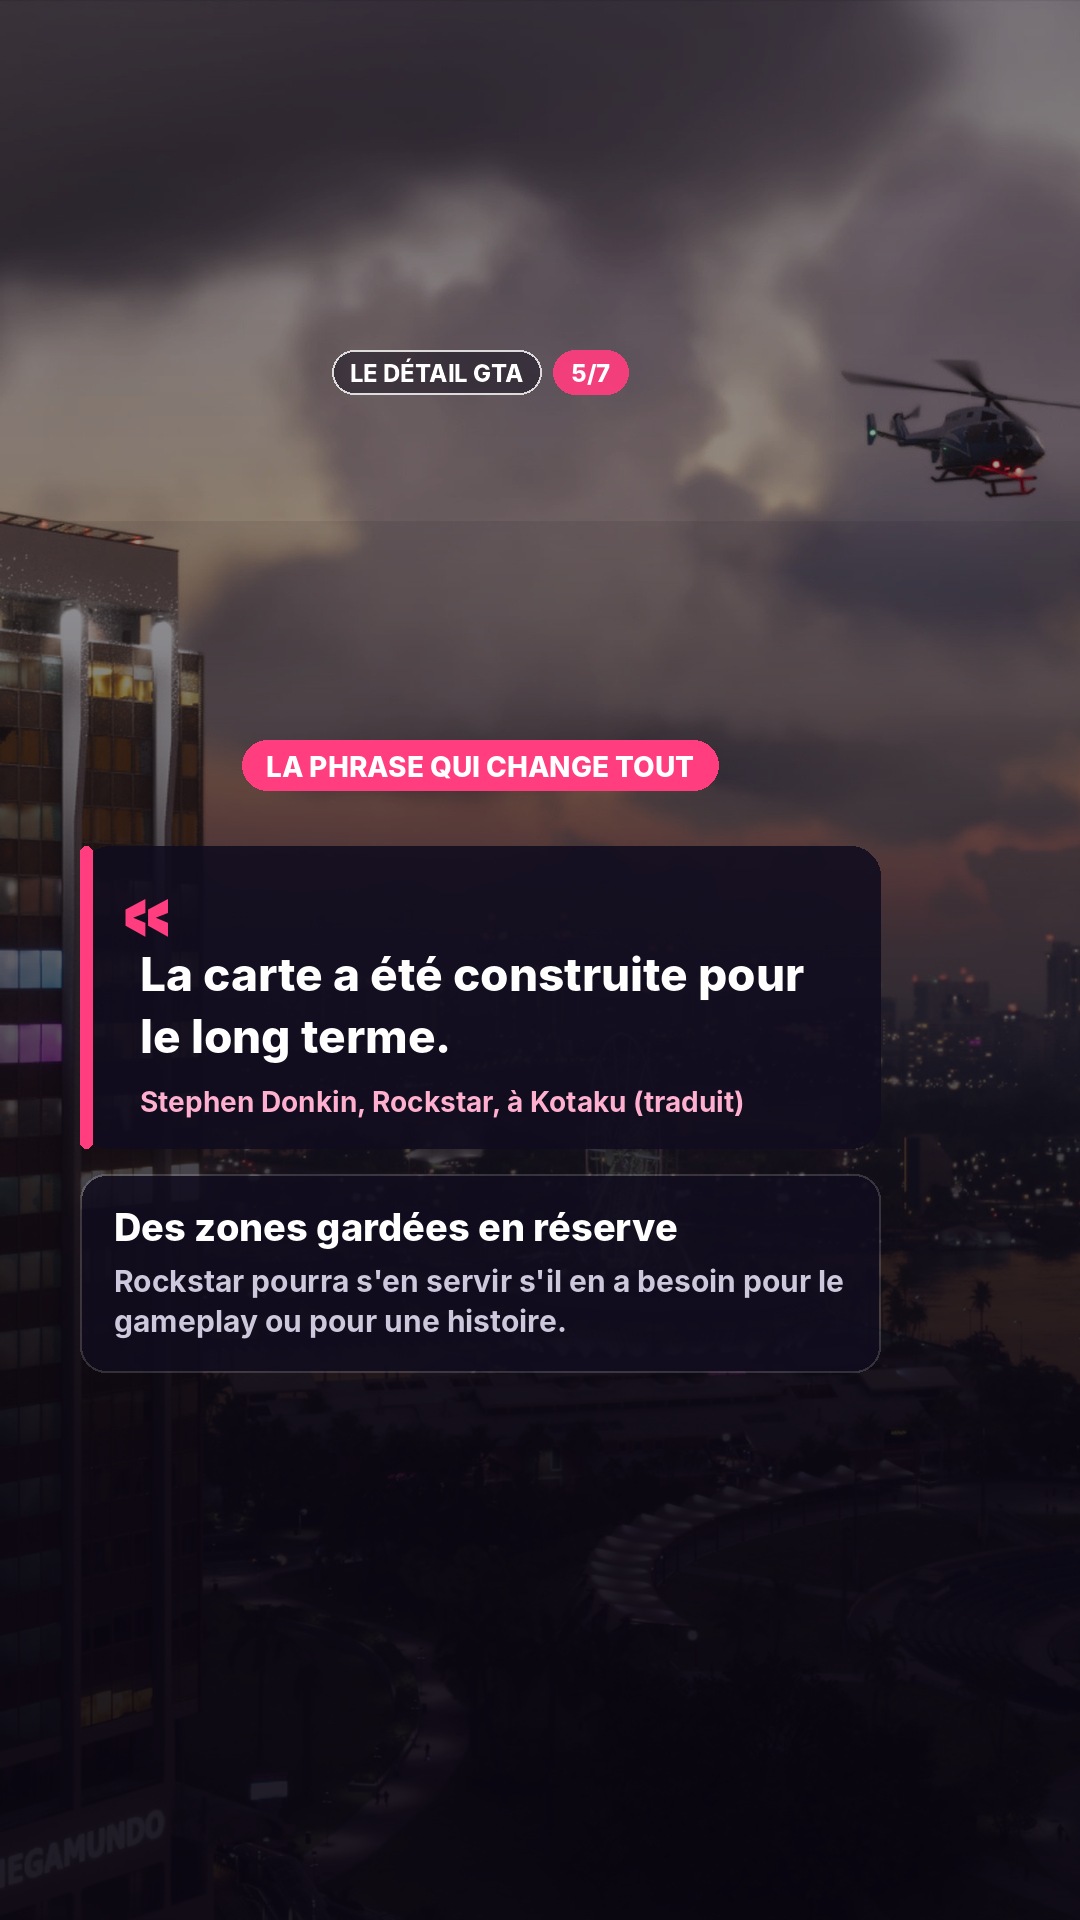 LE DÉTAIL GTA 5/7
LA PHRASE QUI CHANGE TOUT
«
La carte a été construite pour
le long terme.
Stephen Donkin, Rockstar, à Kotaku (traduit)
Des zones gardées en réserve
Rockstar pourra s'en servir s'il en a besoin pour le
gameplay ou pour une histoire.
EGAMUNDO